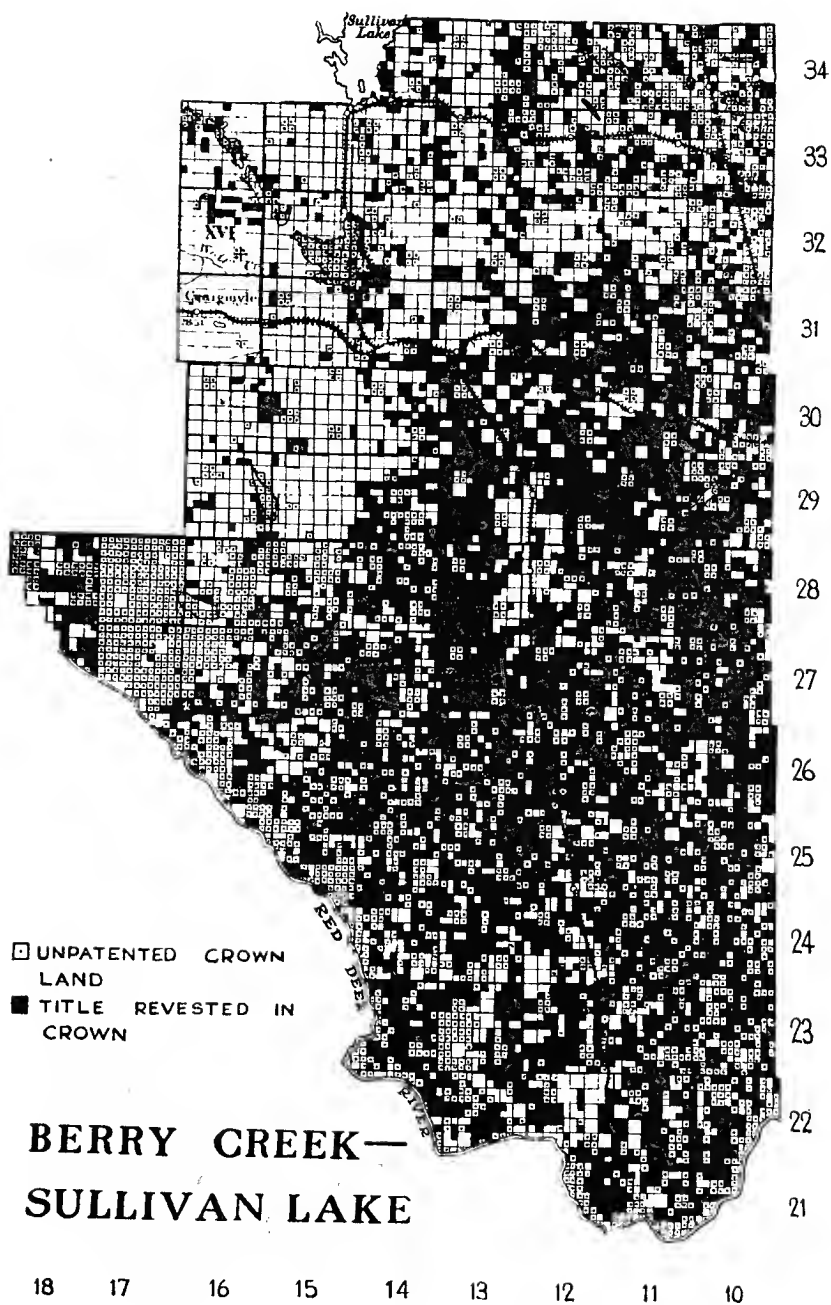 Sullivan
Lake
34
33
XVI
32
Craigmyle
31
30
29
28
27
26
25
RED DEER
24
□ UNPATENTED CROWN
LAND
■ TITLE REVESTED IN
CROWN
23
RIVER
22
BERRY CREEK—
SULLIVAN LAKE
21
18 17 16 15 14 13 12 11 10